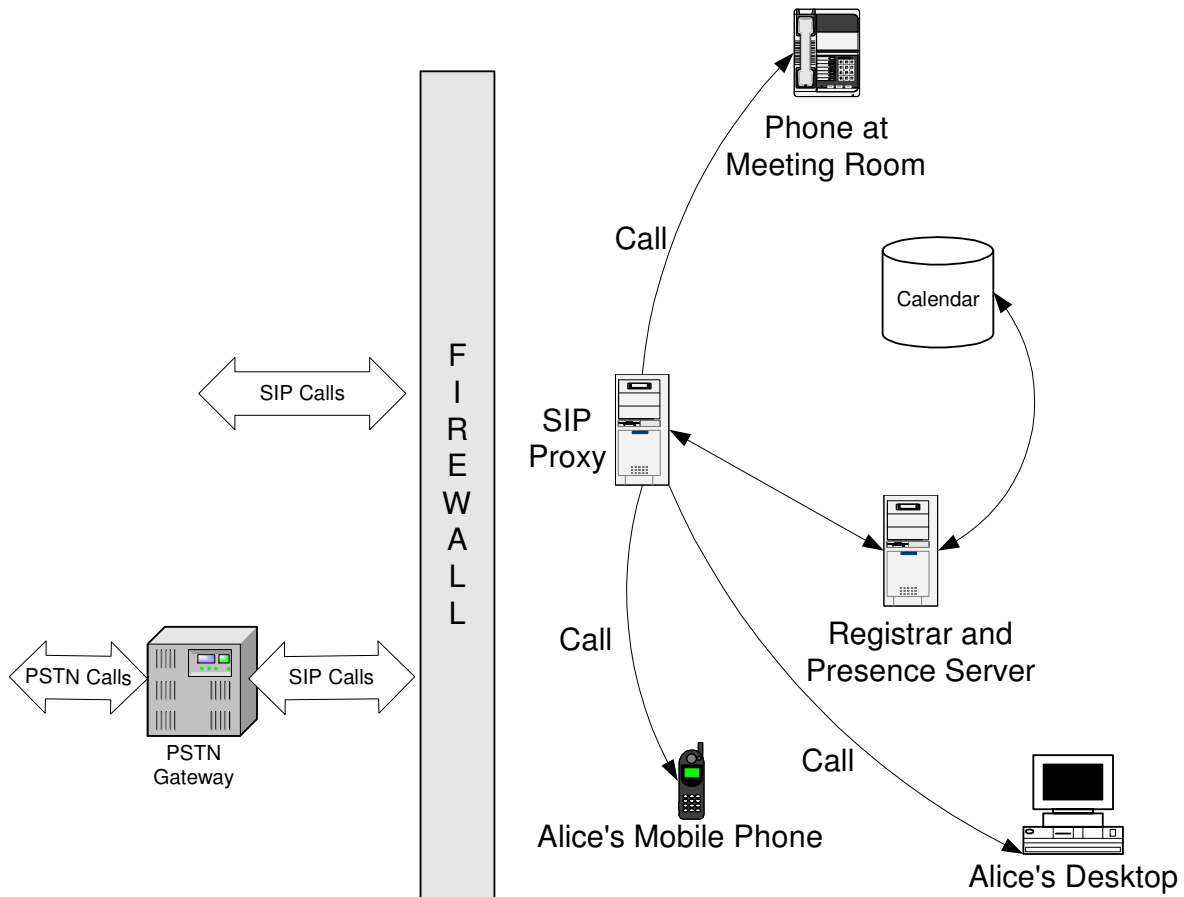 Phone at
Meeting Room
Call
Calendar
FIREWALL
SIP Calls
SIP
Proxy
Registrar and
Presence Server
Call
PSTN Calls
SIP Calls
PSTN
Gateway
Call
Alice's Mobile Phone
Alice's Desktop